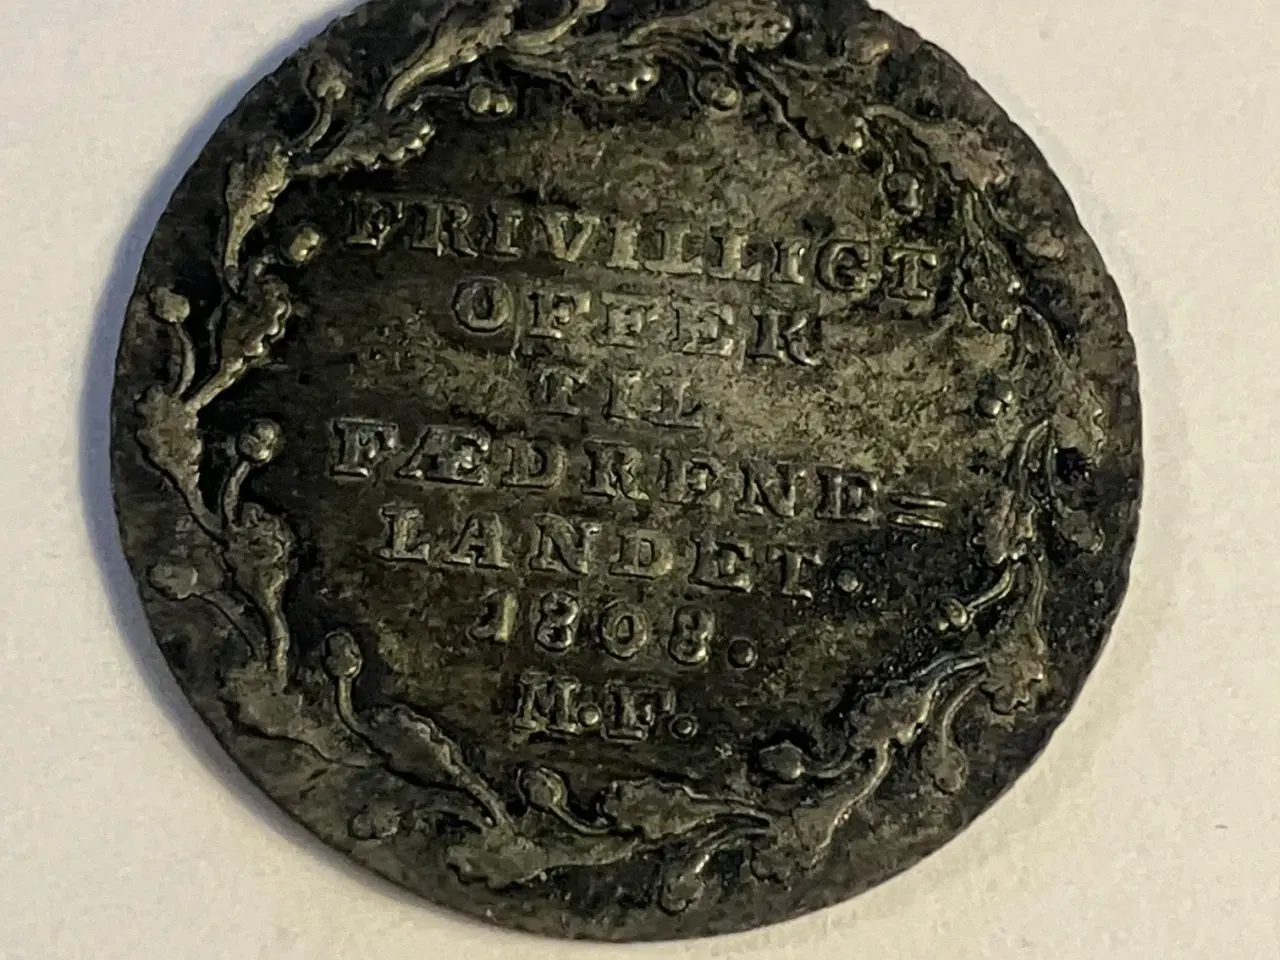 FRIVILLIGT
OFFER
TIL
FÆDRENE=
LANDET.
1808.
M.F.